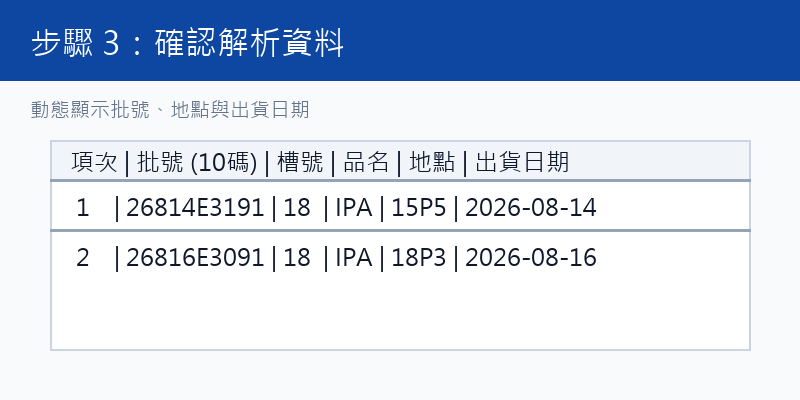 步驟 3：確認解析資料
動態顯示批號、地點與出貨日期
項次 | 批號 (10碼) | 槽號 | 品名 | 地點 | 出貨日期
1 | 26814E3191 | 18 | IPA | 15P5 | 2026-08-14
2 | 26816E3091 | 18 | IPA | 18P3 | 2026-08-16